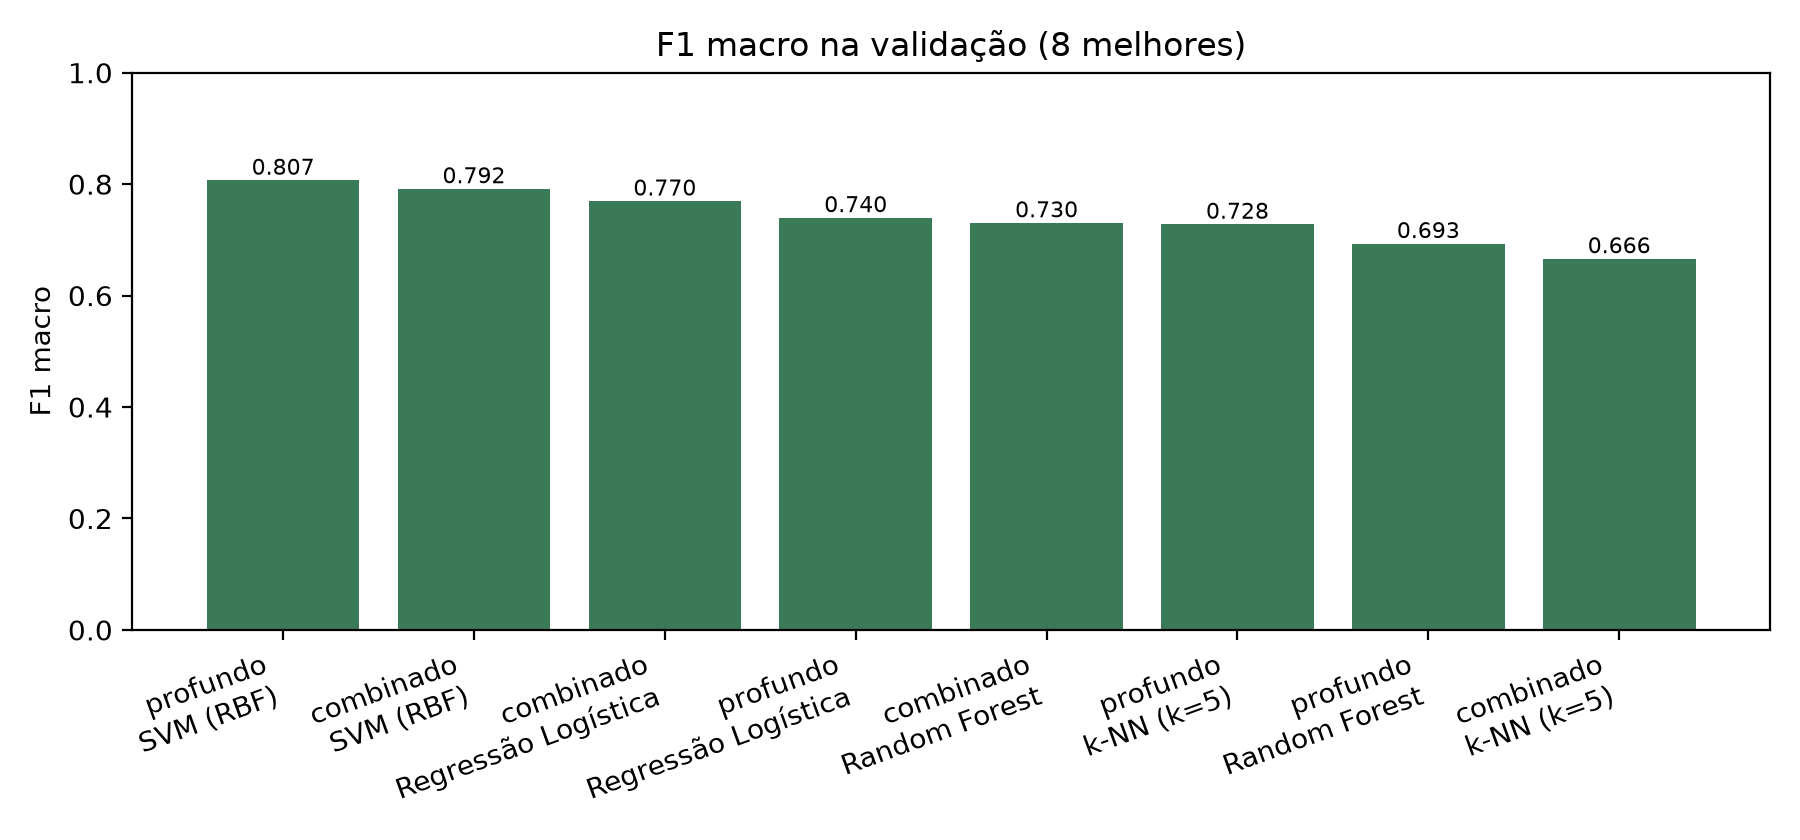 F1 macro na validação (8 melhores)
F1 macro
1.0
0.8
0.6
0.4
0.2
0.0
0.807
0.792
0.770
0.740
0.730
0.728
0.693
0.666
profundo
SVM (RBF)
combinado
SVM (RBF)
combinado
Regressão Logística
profundo
Regressão Logística
combinado
Random Forest
profundo
k-NN (k=5)
profundo
Random Forest
combinado
k-NN (k=5)